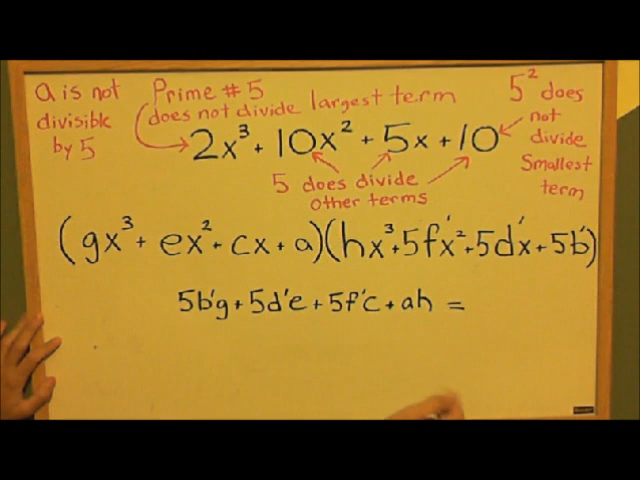 a is not
divisible
by 5
Prime # 5
does not divide largest term
5² does
not
divide
Smallest
term
2x³ + 10x² + 5x + 10
5 does divide
other terms
(gx³ + ex² + cx + a)(hx³ + 5f'x² + 5d'x + 5b')
5b'g + 5d'e + 5f'c + ah =